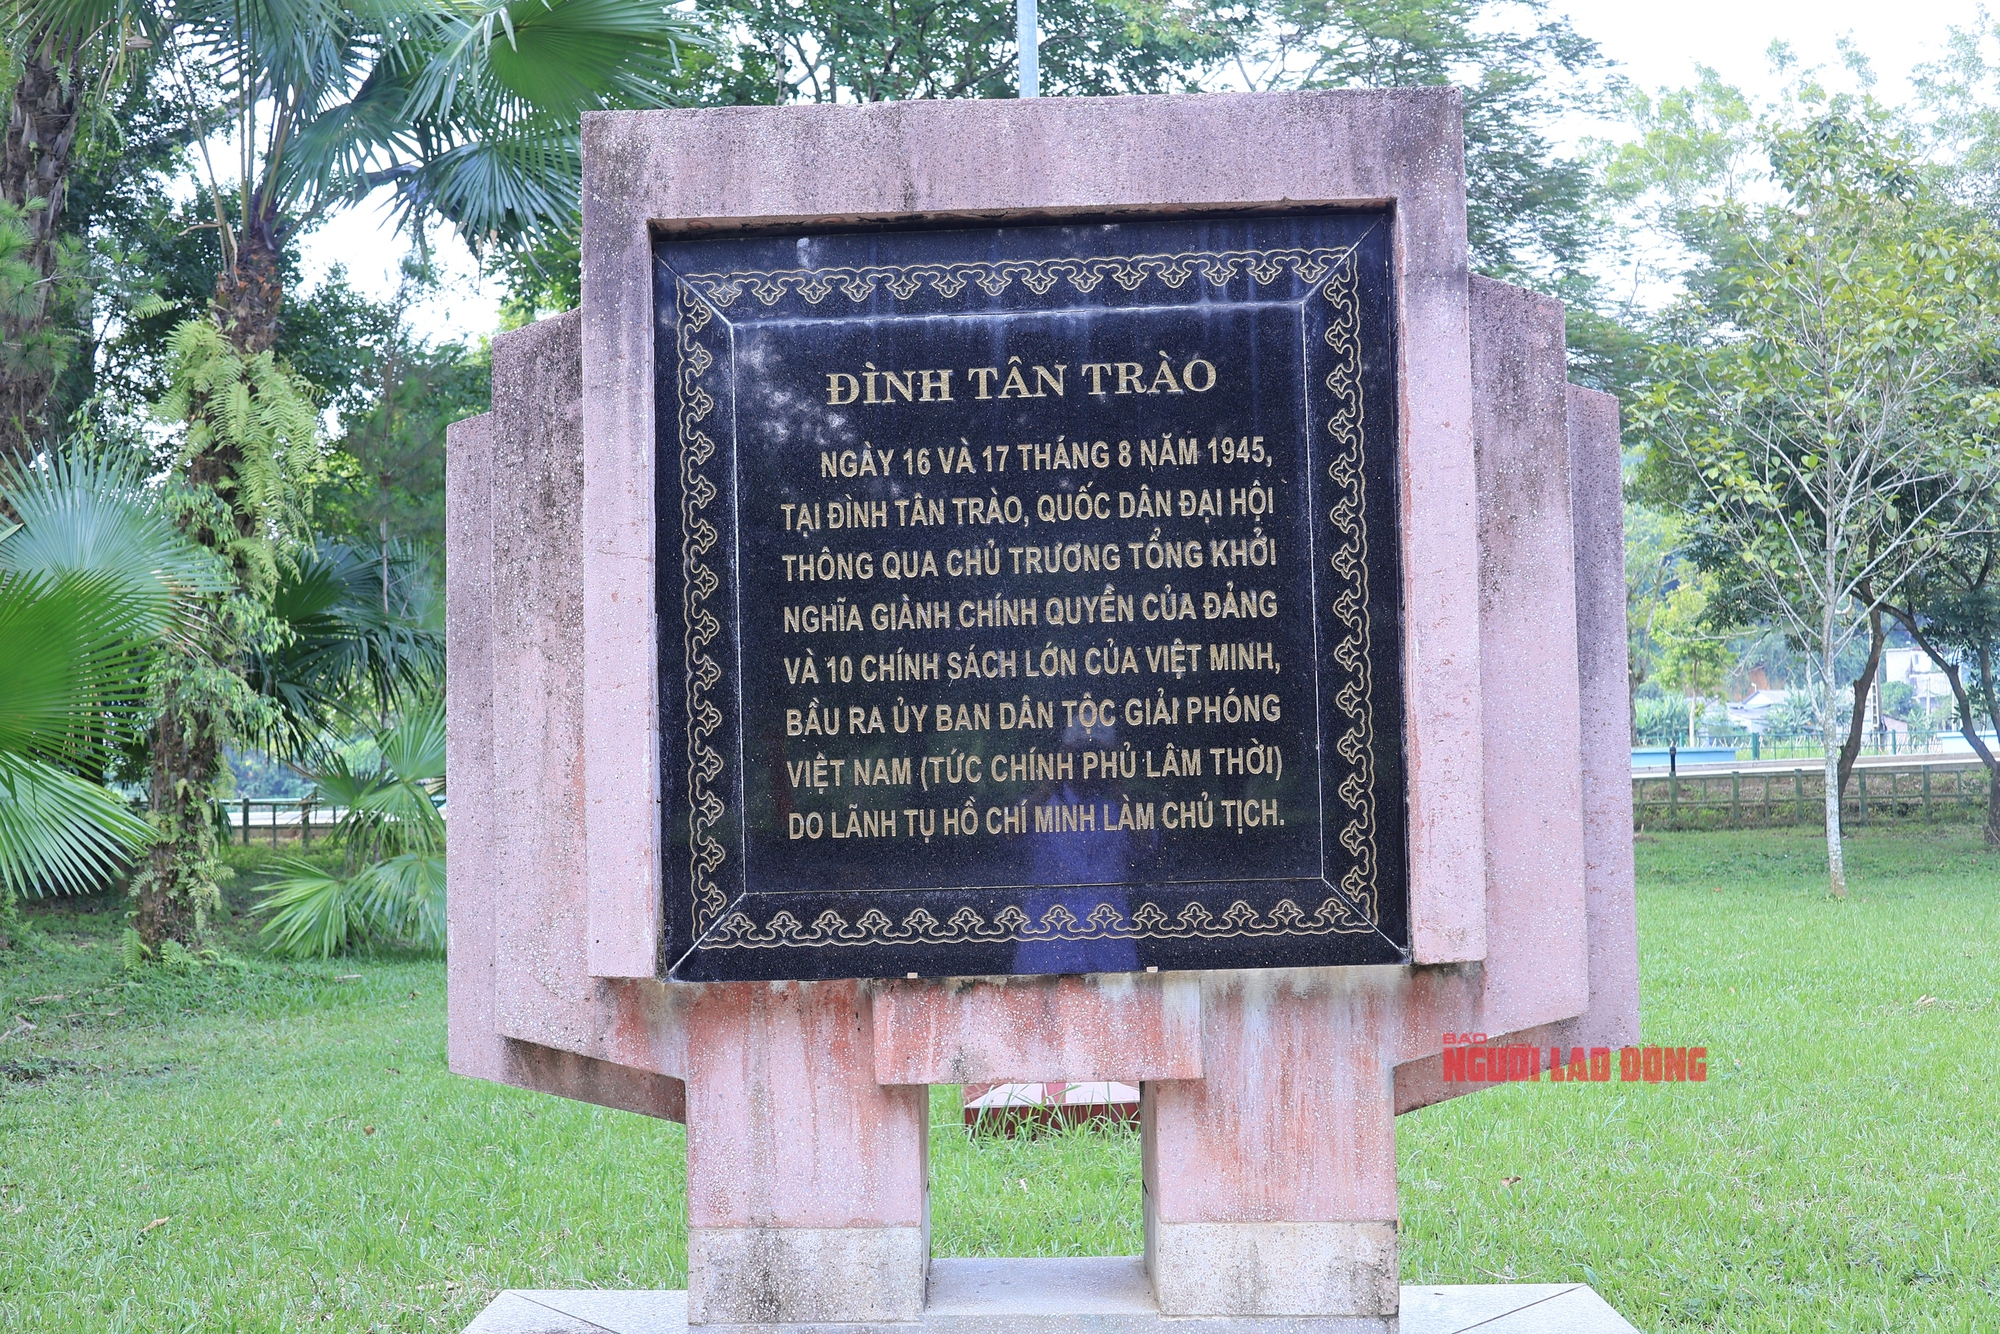 ĐÌNH TÂN TRÀO
NGÀY 16 VÀ 17 THÁNG 8 NĂM 1945,
TẠI ĐÌNH TÂN TRÀO, QUỐC DÂN ĐẠI HỘI
THÔNG QUA CHỦ TRƯƠNG TỔNG KHỞI
NGHĨA GIÀNH CHÍNH QUYỀN CỦA ĐẢNG
VÀ 10 CHÍNH SÁCH LỚN CỦA VIỆT MINH,
BẦU RA ỦY BAN DÂN TỘC GIẢI PHÓNG
VIỆT NAM (TỨC CHÍNH PHỦ LÂM THỜI)
DO LÃNH TỤ HỒ CHÍ MINH LÀM CHỦ TỊCH.
BÁO
NGƯỜI LAO ĐỘNG